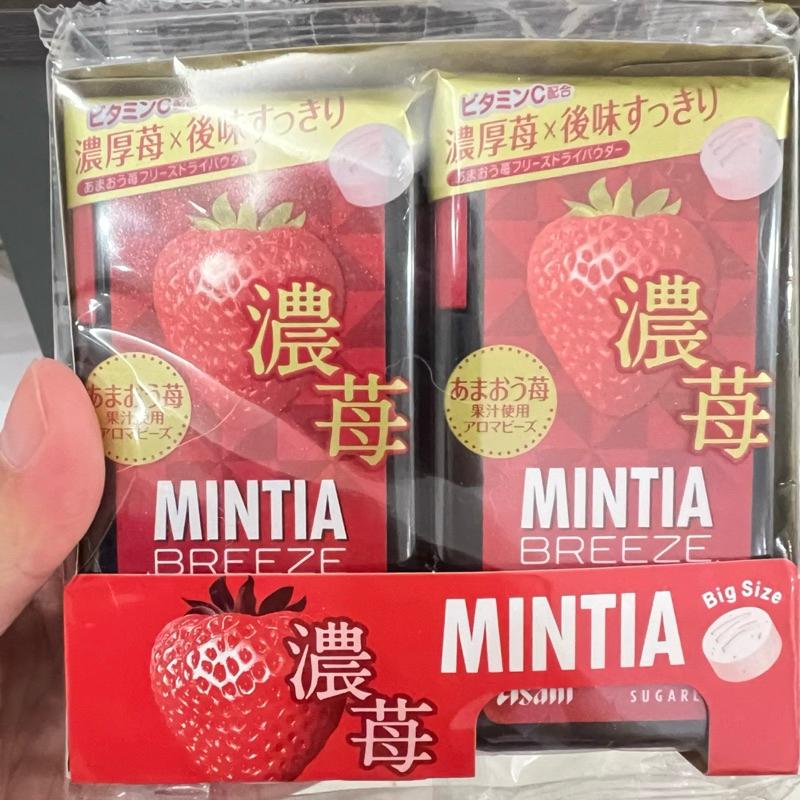 ビタミンC配合
濃厚苺×後味すっきり
あまおう苺フリーズドライパウダー
濃
苺
あまおう苺
果汁使用
アロマビーズ
MINTIA
BREEZE
ビタミンC配合
濃厚苺×後味すっきり
あまおう苺フリーズドライパウダー
濃
苺
あまおう苺
果汁使用
アロマビーズ
MINTIA
BREEZE
濃
苺
MINTIA
Big Size
Asahi
SUGARL